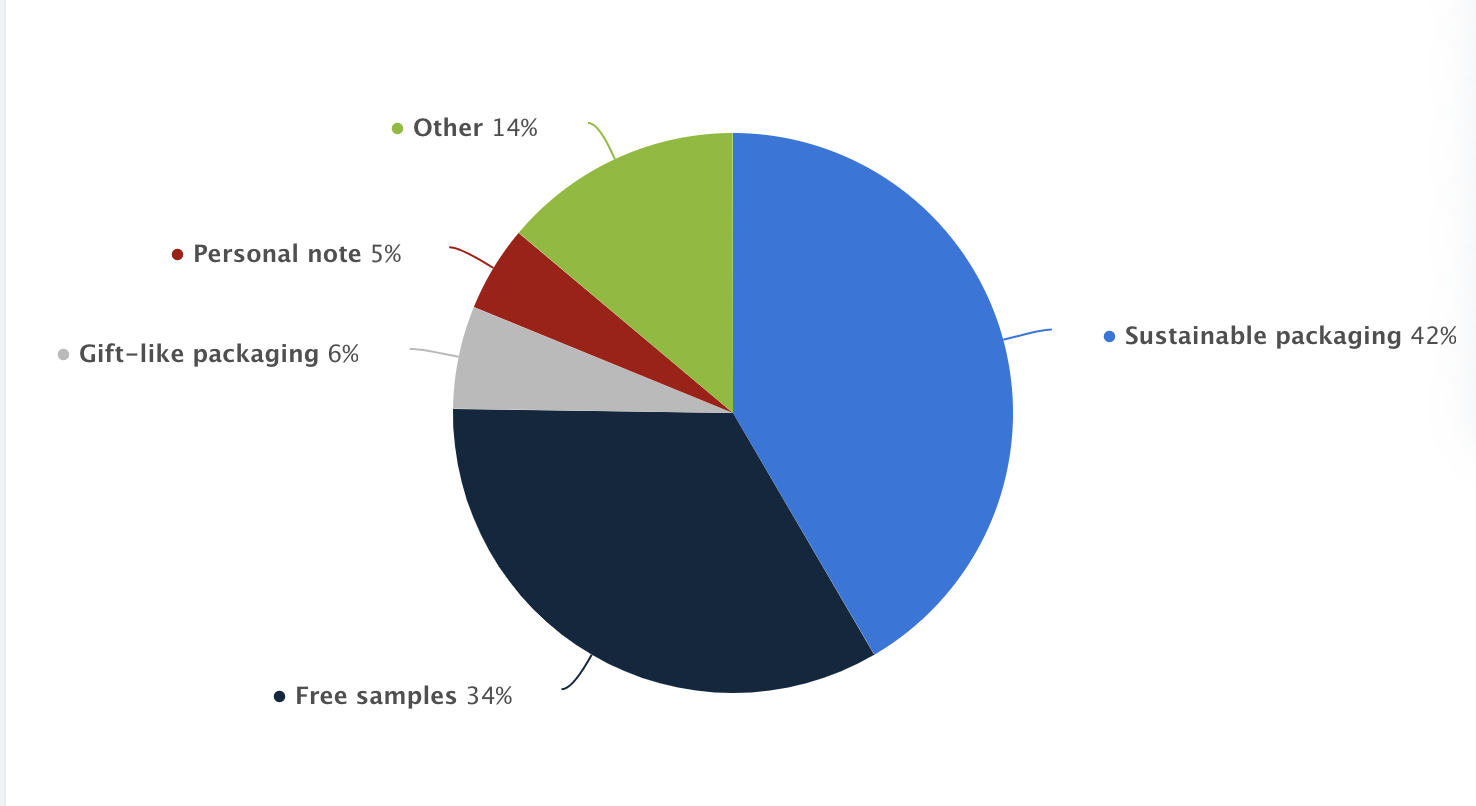 Other 14%
Personal note 5%
Sustainable packaging 42%
Gift-like packaging 6%
Free samples 34%